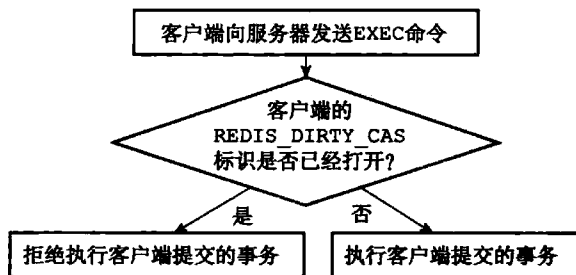 客户端向服务器发送EXEC命令
客户端的
REDIS_DIRTY_CAS
标识是否已经打开?
是
否
拒绝执行客户端提交的事务
执行客户端提交的事务